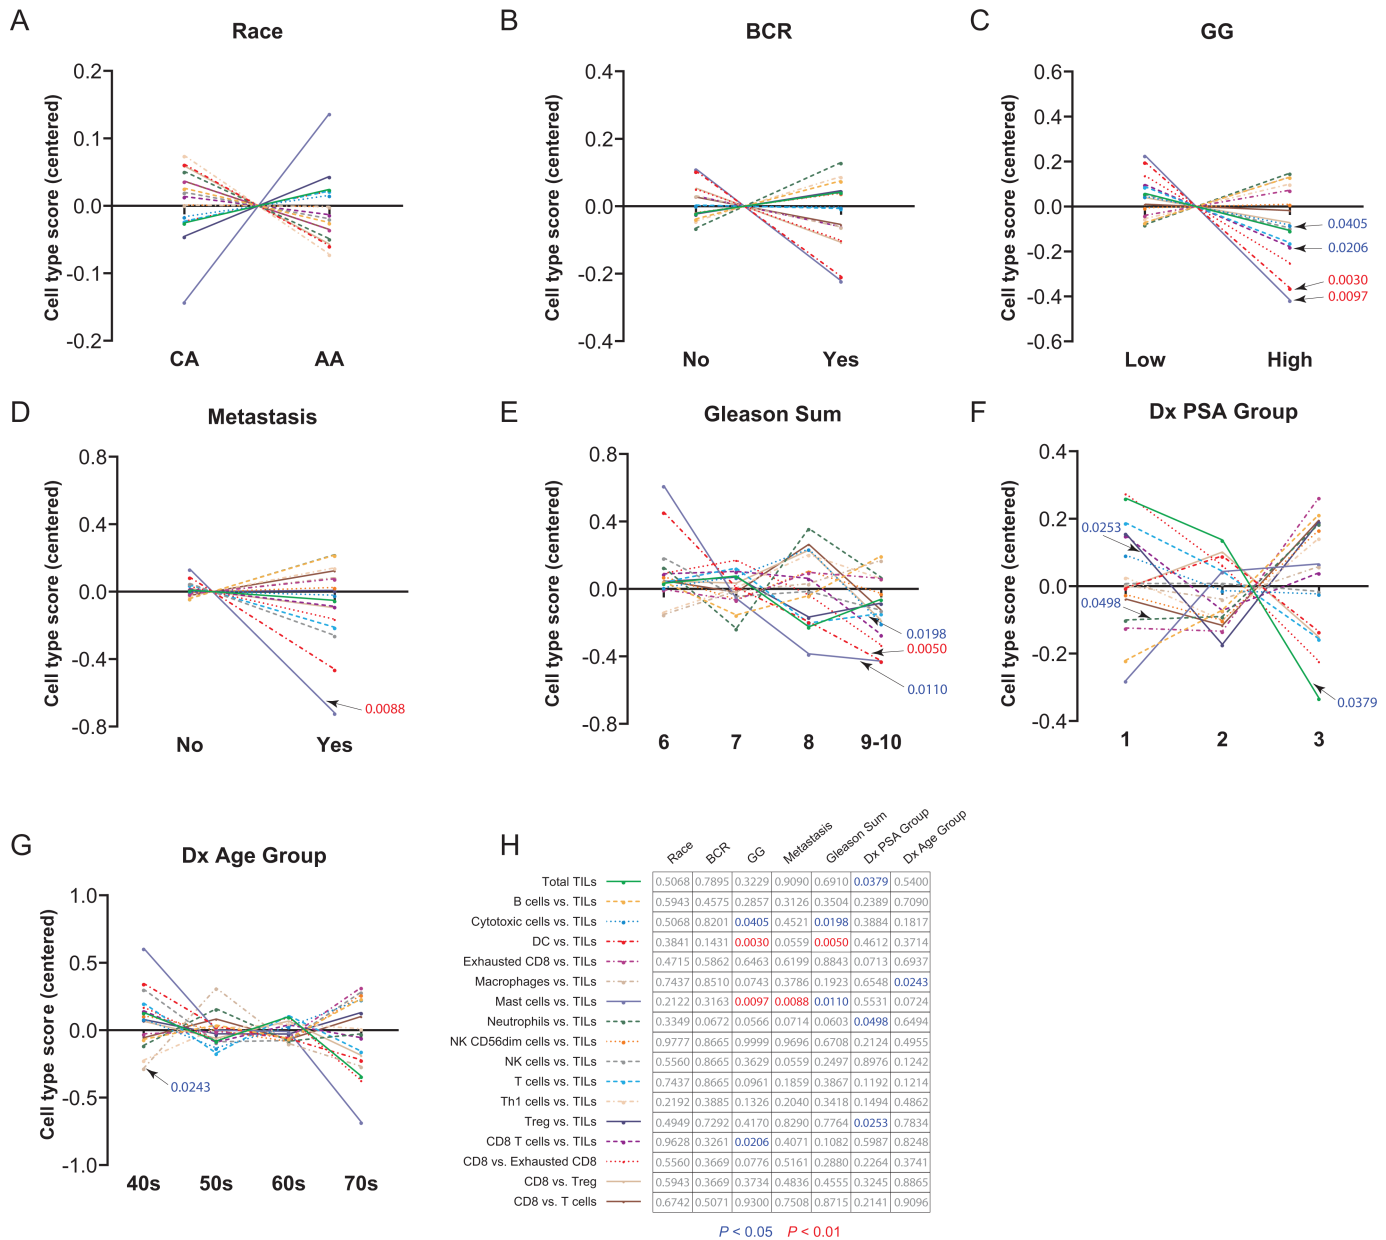 A
Race
Cell type score (centered)
0.2
0.1
0.0
-0.1
-0.2
CA AA
B
BCR
Cell type score (centered)
0.4
0.2
0.0
-0.2
-0.4
No Yes
C
GG
Cell type score (centered)
0.6
0.4
0.2
0.0
-0.2
-0.4
-0.6
0.0405
0.0206
0.0030
0.0097
Low High
D
Metastasis
Cell type score (centered)
0.8
0.4
0.0
-0.4
-0.8
0.0088
No Yes
E
Gleason Sum
Cell type score (centered)
0.8
0.4
0.0
-0.4
-0.8
0.0198
0.0050
0.0110
6 7 8 9-10
F
Dx PSA Group
Cell type score (centered)
0.4
0.2
0.0
-0.2
-0.4
0.0253
0.0498
0.0379
1 2 3
G
Dx Age Group
Cell type score (centered)
1.0
0.5
0.0
-0.5
-1.0
0.0243
40s 50s 60s 70s
H
Race BCR GG Metastasis Gleason Sum Dx PSA Group Dx Age Group
Total TILs 0.5068 0.7895 0.3229 0.9090 0.6910 0.0379 0.5400
B cells vs. TILs 0.5943 0.4575 0.2857 0.3126 0.3504 0.2389 0.7090
Cytotoxic cells vs. TILs 0.5068 0.8201 0.0405 0.4521 0.0198 0.3884 0.1817
DC vs. TILs 0.3841 0.1431 0.0030 0.0559 0.0050 0.4612 0.3714
Exhausted CD8 vs. TILs 0.4715 0.5862 0.6463 0.6199 0.8843 0.0713 0.6937
Macrophages vs. TILs 0.7437 0.8510 0.0743 0.3786 0.1923 0.6548 0.0243
Mast cells vs. TILs 0.2122 0.3163 0.0097 0.0088 0.0110 0.5531 0.0724
Neutrophils vs. TILs 0.3349 0.0672 0.0566 0.0714 0.0603 0.0498 0.6494
NK CD56dim cells vs. TILs 0.9777 0.8665 0.9999 0.9696 0.6708 0.2124 0.4955
NK cells vs. TILs 0.5560 0.8665 0.3629 0.0559 0.2497 0.8976 0.1242
T cells vs. TILs 0.7437 0.8665 0.0961 0.1859 0.3867 0.1192 0.1214
Th1 cells vs. TILs 0.2192 0.3885 0.1326 0.2040 0.3418 0.1494 0.4862
Treg vs. TILs 0.4949 0.7292 0.4170 0.8290 0.7764 0.0253 0.7834
CD8 T cells vs. TILs 0.9628 0.3261 0.0206 0.4071 0.1082 0.5987 0.8248
CD8 vs. Exhausted CD8 0.5560 0.3669 0.0776 0.5161 0.2880 0.2264 0.3741
CD8 vs. Treg 0.5943 0.3669 0.3734 0.4836 0.4555 0.3245 0.8865
CD8 vs. T cells 0.6742 0.5071 0.9300 0.7508 0.8715 0.2141 0.9096
P < 0.05 P < 0.01